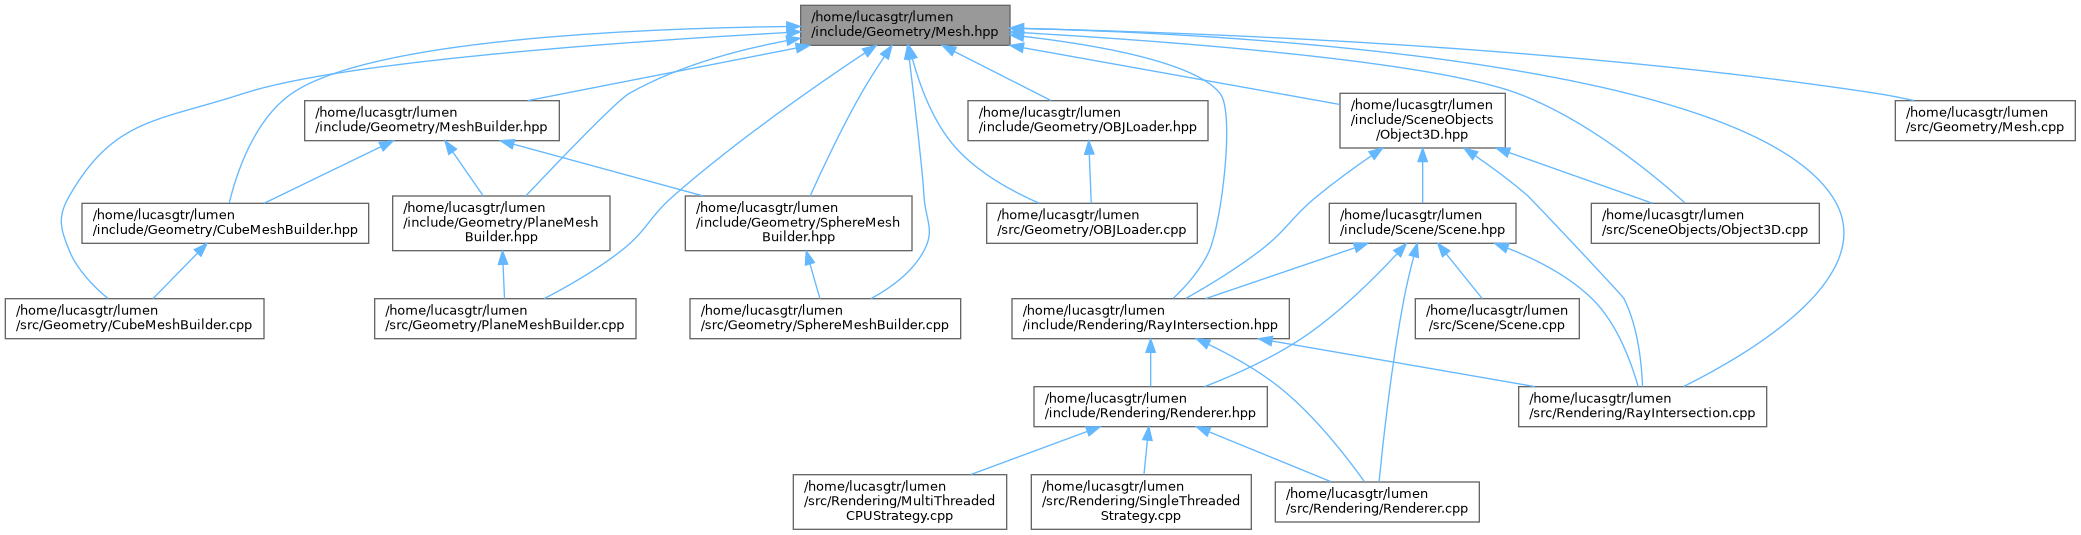 /home/lucasgtr/lumen
/include/Geometry/Mesh.hpp
/home/lucasgtr/lumen
/include/Geometry/MeshBuilder.hpp
/home/lucasgtr/lumen
/include/Geometry/OBJLoader.hpp
/home/lucasgtr/lumen
/include/SceneObjects
/Object3D.hpp
/home/lucasgtr/lumen
/src/Geometry/Mesh.cpp
/home/lucasgtr/lumen
/include/Geometry/CubeMeshBuilder.hpp
/home/lucasgtr/lumen
/include/Geometry/PlaneMesh
Builder.hpp
/home/lucasgtr/lumen
/include/Geometry/SphereMesh
Builder.hpp
/home/lucasgtr/lumen
/src/Geometry/OBJLoader.cpp
/home/lucasgtr/lumen
/include/Scene/Scene.hpp
/home/lucasgtr/lumen
/src/SceneObjects/Object3D.cpp
/home/lucasgtr/lumen
/src/Geometry/CubeMeshBuilder.cpp
/home/lucasgtr/lumen
/src/Geometry/PlaneMeshBuilder.cpp
/home/lucasgtr/lumen
/src/Geometry/SphereMeshBuilder.cpp
/home/lucasgtr/lumen
/include/Rendering/RayIntersection.hpp
/home/lucasgtr/lumen
/src/Scene/Scene.cpp
/home/lucasgtr/lumen
/include/Rendering/Renderer.hpp
/home/lucasgtr/lumen
/src/Rendering/RayIntersection.cpp
/home/lucasgtr/lumen
/src/Rendering/MultiThreaded
CPUStrategy.cpp
/home/lucasgtr/lumen
/src/Rendering/SingleThreaded
Strategy.cpp
/home/lucasgtr/lumen
/src/Rendering/Renderer.cpp